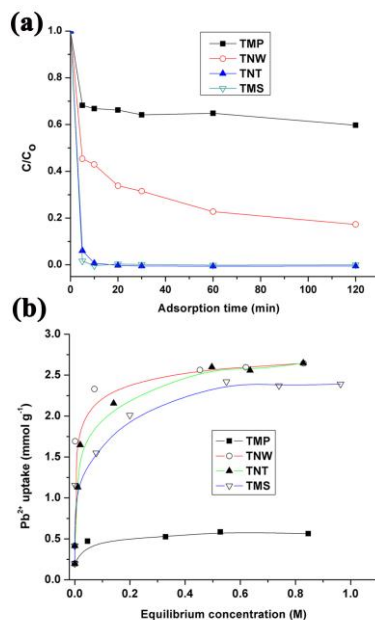 (a)
1.0
0.8
0.6
0.4
0.2
0.0
C/C₀
TMP
TNW
TNT
TMS
0 20 40 60 80 100 120
Adsorption time (min)
(b)
3.0
2.5
2.0
1.5
1.0
0.5
0.0
Pb²⁺ uptake (mmol g⁻¹)
TMP
TNW
TNT
TMS
0.0 0.2 0.4 0.6 0.8 1.0
Equilibrium concentration (M)